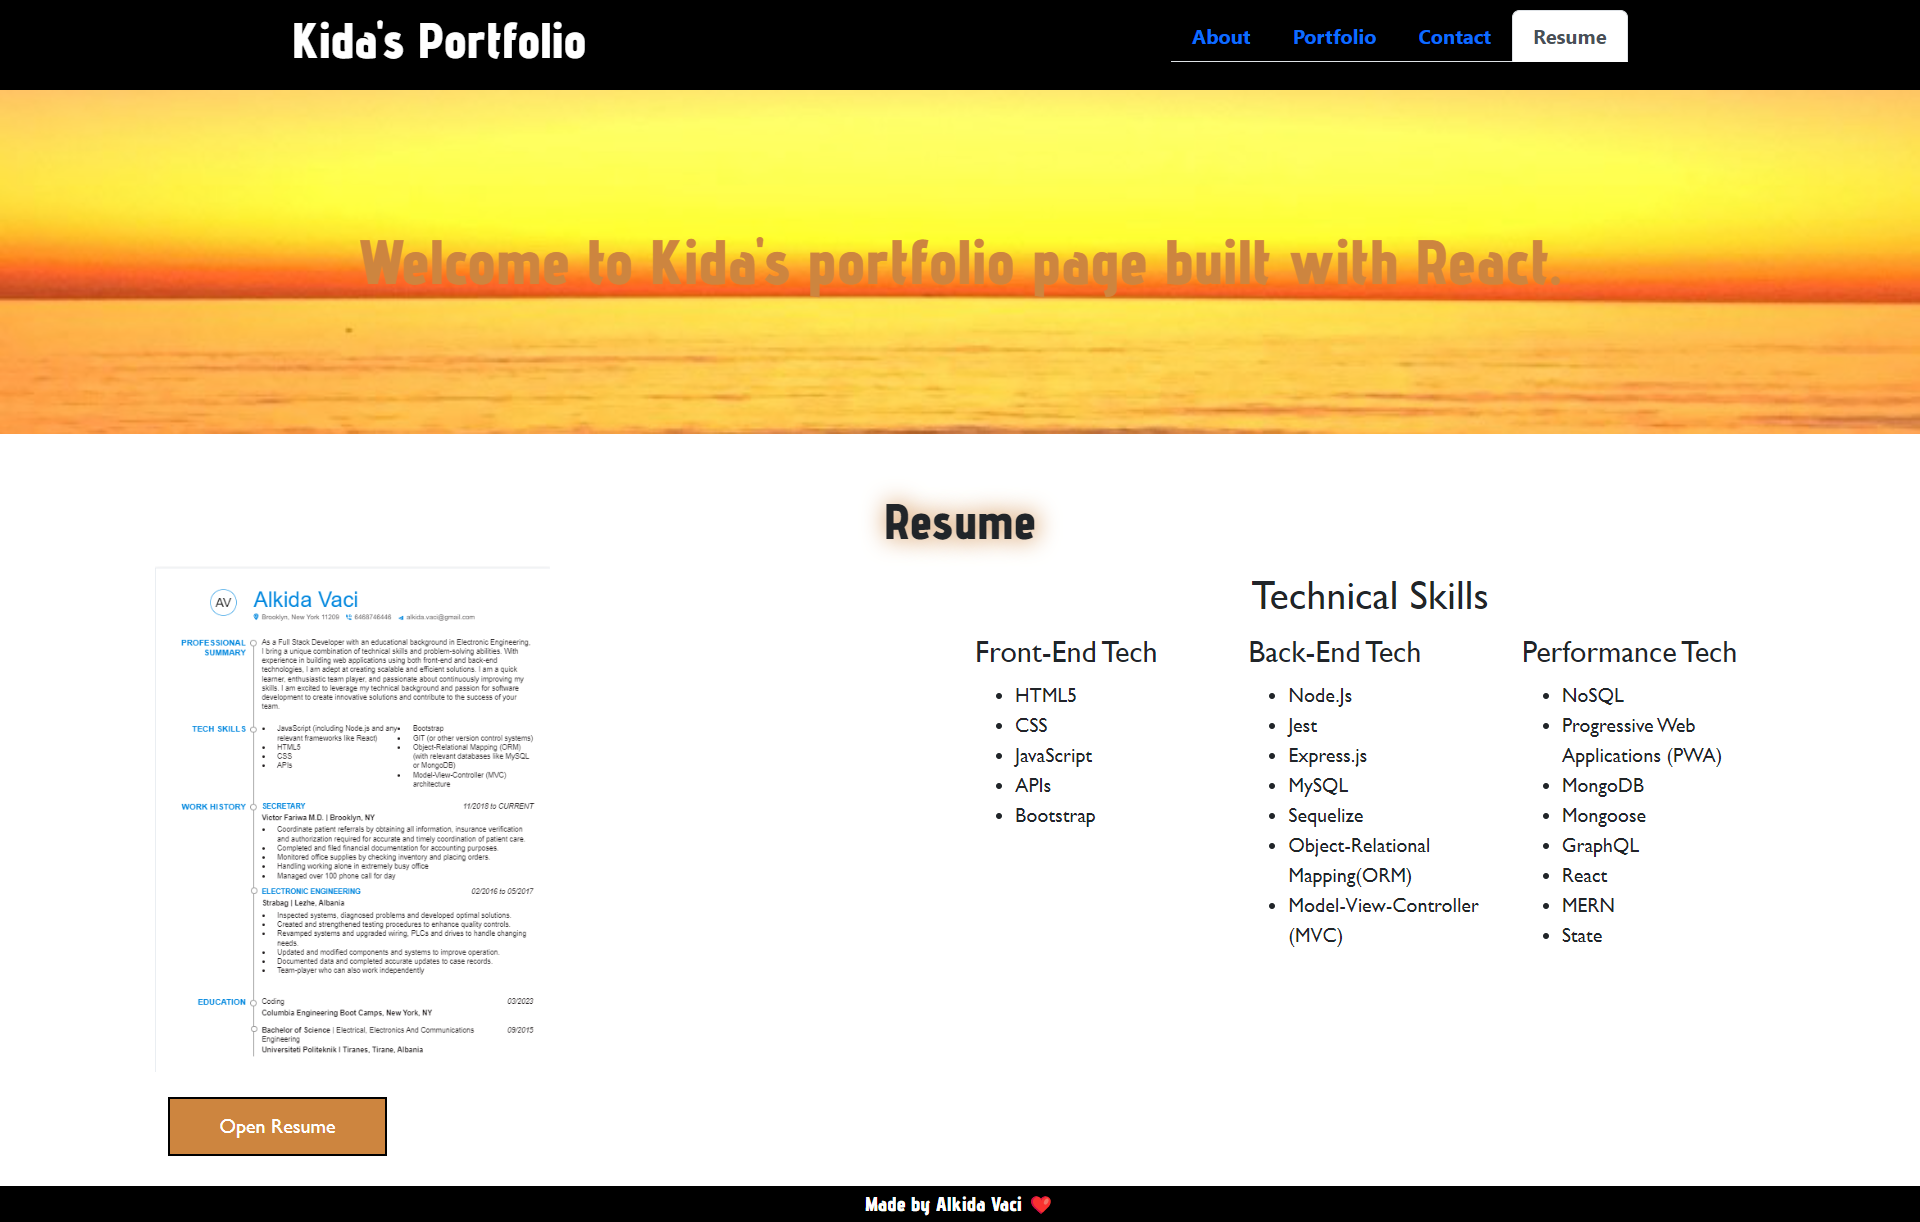 Kida's Portfolio
About
Portfolio
Contact
Resume
Welcome to Kida's portfolio page built with React.
Resume
AV
Alkida Vaci
Brooklyn, New York 11209 6468746446 alkida.vaci@gmail.com
PROFESSIONAL
SUMMARY
As a Full Stack Developer with an educational background in Electronic Engineering,
I bring a unique combination of technical skills and problem-solving abilities. With
experience in building web applications using both front-end and back-end
technologies, I am adept at creating scalable and efficient solutions. I am a quick
learner, enthusiastic team player, and passionate about continuously improving my
skills. I am excited to leverage my technical background and passion for software
development to create innovative solutions and contribute to the success of your
team.
TECH SKILLS
• JavaScript (including Node.js and any
relevant frameworks like React)
• HTML5
• CSS
• APIs
• Bootstrap
• GIT (or other version control systems)
• Object-Relational Mapping (ORM)
(with relevant databases like MySQL
or MongoDB)
• Model-View-Controller (MVC)
architecture
WORK HISTORY
SECRETARY 11/2018 to CURRENT
Victor Fariwa M.D. | Brooklyn, NY
• Coordinate patient referrals by obtaining all information, insurance verification
and authorization required for accurate and timely coordination of patient care.
• Completed and filed financial documentation for accounting purposes.
• Monitored office supplies by checking inventory and placing orders.
• Handling working alone in extremely busy office
• Managed over 100 phone call for day
ELECTRONIC ENGINEERING 02/2016 to 05/2017
Strabag | Lezhe, Albania
• Inspected systems, diagnosed problems and developed optimal solutions.
• Created and strengthened testing procedures to enhance quality controls.
• Revamped systems and upgraded wiring, PLCs and drives to handle changing
needs.
• Updated and modified components and systems to improve operation.
• Documented data and completed accurate updates to case records.
• Team-player who can also work independently
EDUCATION
Coding 03/2023
Columbia Engineering Boot Camps, New York, NY
Bachelor of Science | Electrical, Electronics And Communications 09/2015
Engineering
Universiteti Politeknik I Tiranes, Tirane, Albania
Open Resume
Technical Skills
Front-End Tech
• HTML5
• CSS
• JavaScript
• APIs
• Bootstrap
Back-End Tech
• Node.Js
• Jest
• Express.js
• MySQL
• Sequelize
• Object-Relational
Mapping(ORM)
• Model-View-Controller
(MVC)
Performance Tech
• NoSQL
• Progressive Web
Applications (PWA)
• MongoDB
• Mongoose
• GraphQL
• React
• MERN
• State
Made by Alkida Vaci ❤️